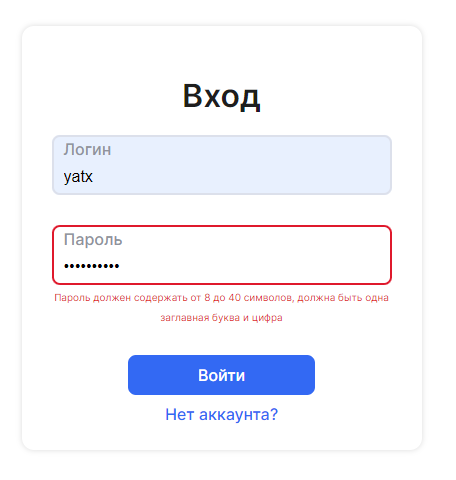 Вход
Логин
yatx
Пароль
••••••••••
Пароль должен содержать от 8 до 40 символов, должна быть одна
заглавная буква и цифра
Войти
Нет аккаунта?